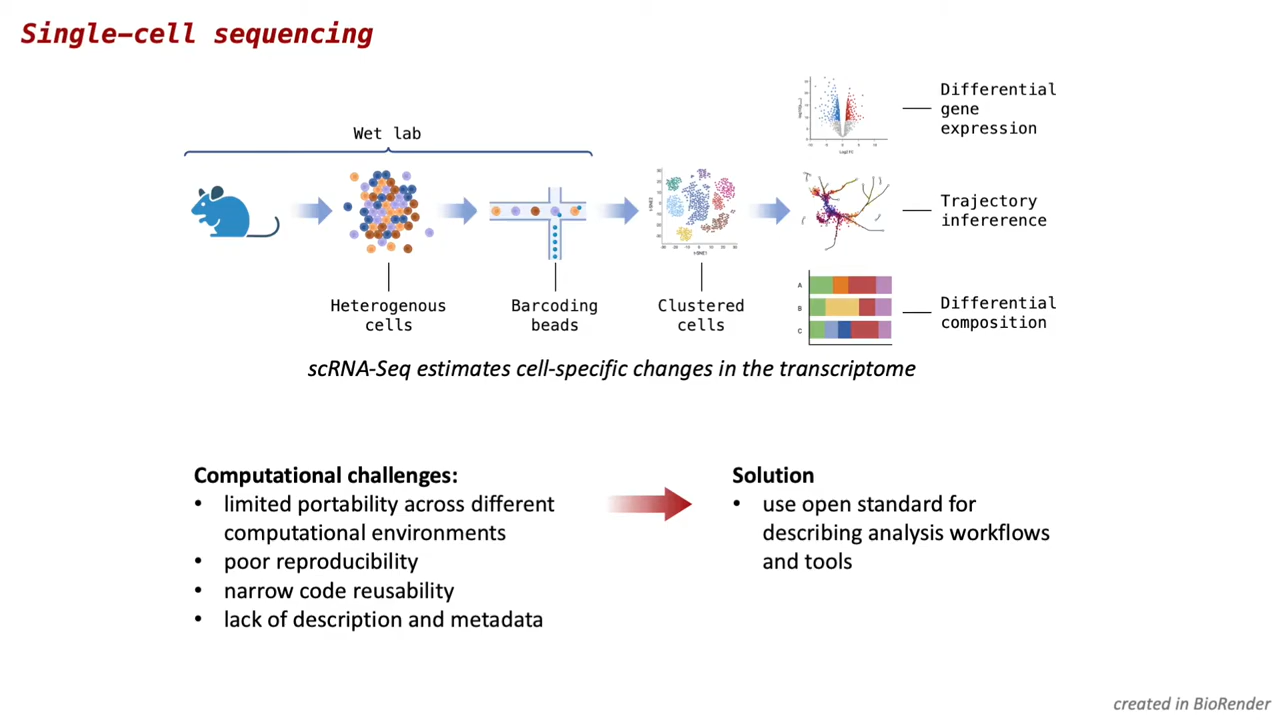 Single-cell sequencing
Wet lab
Heterogenous
cells
Barcoding
beads
Clustered
cells
Differential
gene
expression
Trajectory
infererence
A
B
C
Differential
composition
scRNA-Seq estimates cell-specific changes in the transcriptome
Computational challenges:
• limited portability across different
computational environments
• poor reproducibility
• narrow code reusability
• lack of description and metadata
Solution
• use open standard for
describing analysis workflows
and tools
created in BioRender